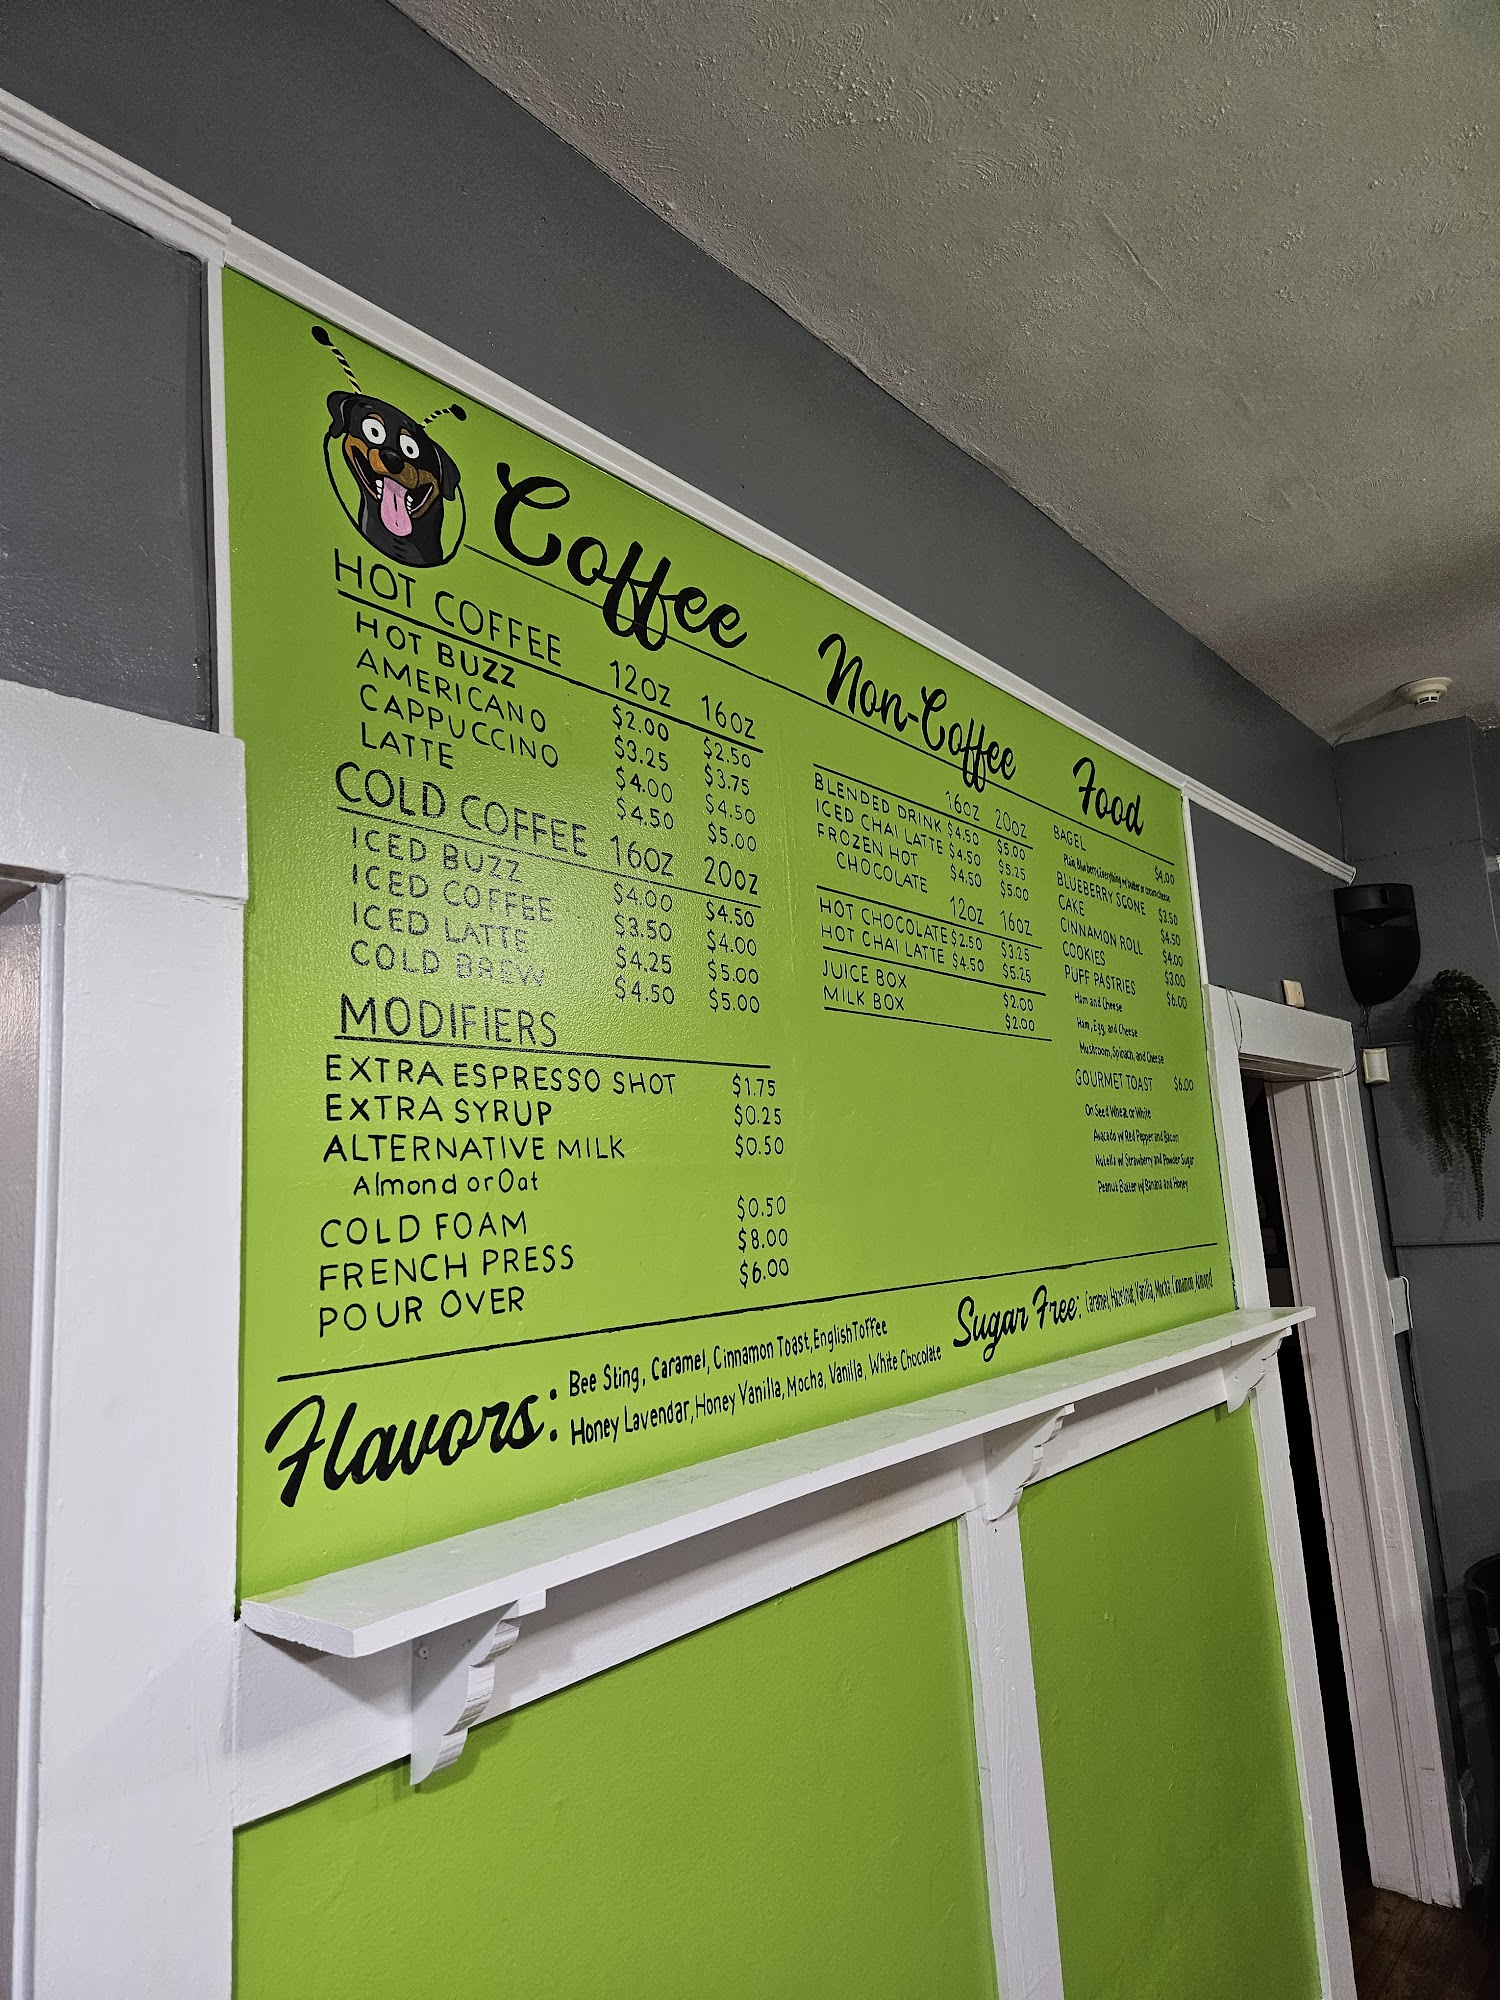 Coffee
HOT COFFEE 12OZ 16OZ
HOT BUZZ $2.00 $2.50
AMERICANO $3.25 $3.75
CAPPUCCINO $4.00 $4.50
LATTE $4.50 $5.00
COLD COFFEE 16OZ 20OZ
ICED BUZZ $4.00 $4.50
ICED COFFEE $3.50 $4.00
ICED LATTE $4.25 $5.00
COLD BREW $4.50 $5.00
MODIFIERS
EXTRA ESPRESSO SHOT $1.75
EXTRA SYRUP $0.25
ALTERNATIVE MILK $0.50
Almond or Oat
COLD FOAM $0.50
FRENCH PRESS $8.00
POUR OVER $6.00
Non-Coffee
16OZ 20OZ
BLENDED DRINK $4.50 $5.00
ICED CHAI LATTE $4.50 $5.25
FROZEN HOT $4.50 $5.00
CHOCOLATE
12OZ 16OZ
HOT CHOCOLATE $2.50 $3.25
HOT CHAI LATTE $4.50 $5.25
JUICE BOX $2.00
MILK BOX $2.00
Food
BAGEL $4.00
Plain Blueberry Everything w/ butter or cream cheese
BLUEBERRY SCONE $3.50
CAKE $4.50
CINNAMON ROLL $4.00
COOKIES $3.00
PUFF PASTRIES $6.00
Ham and Cheese
Ham, Egg, and Cheese
Mushroom, Spinach, and Cheese
GOURMET TOAST $6.00
On Seed Wheat or White
Avacado w/ Red Pepper and Bacon
Nutella w/ Strawberry and Powder Sugar
Peanut Butter w/ Banana and Honey
Flavors: Bee Sting, Caramel, Cinnamon Toast, English Toffee
Honey Lavendar, Honey Vanilla, Mocha, Vanilla, White Chocolate
Sugar Free: Caramel, Hazelnut, Vanilla, Mocha, Cinnamon, Almond